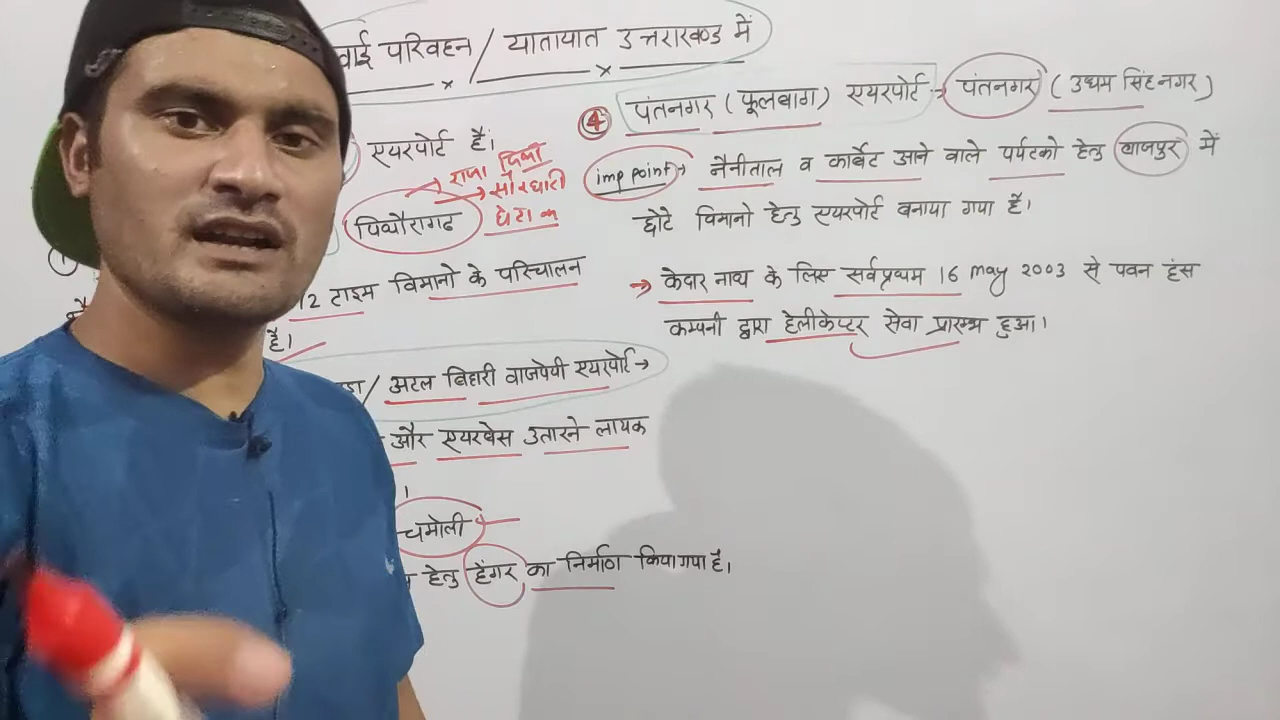 वाई परिवहन / यातायात उत्तराखण्ड में
एयरपोर्ट हैं।
पिथौरागढ
12 टाइम विमानो के परिचालन
है।
/ अटल बिहारी वाजपेयी एयरपोर्ट →
और एयरबेस उतारने लायक
।
चमोली
हेतु हैंगर का निर्माण किया गया है।
④ पंतनगर (फूलबाग) एयरपोर्ट → पंतनगर (उधम सिंह नगर)
imp point → नैनीताल व कार्बेट आने वाले पर्यटको हेतु बाजपुर में
छोटे विमानो हेतु एयरपोर्ट बनाया गया है।
→ केदार नाथ के लिए सर्वप्रथम 16 may 2003 से पवन हंस
कम्पनी द्वारा हेलीकेप्टर सेवा प्रारम्भ हुआ।